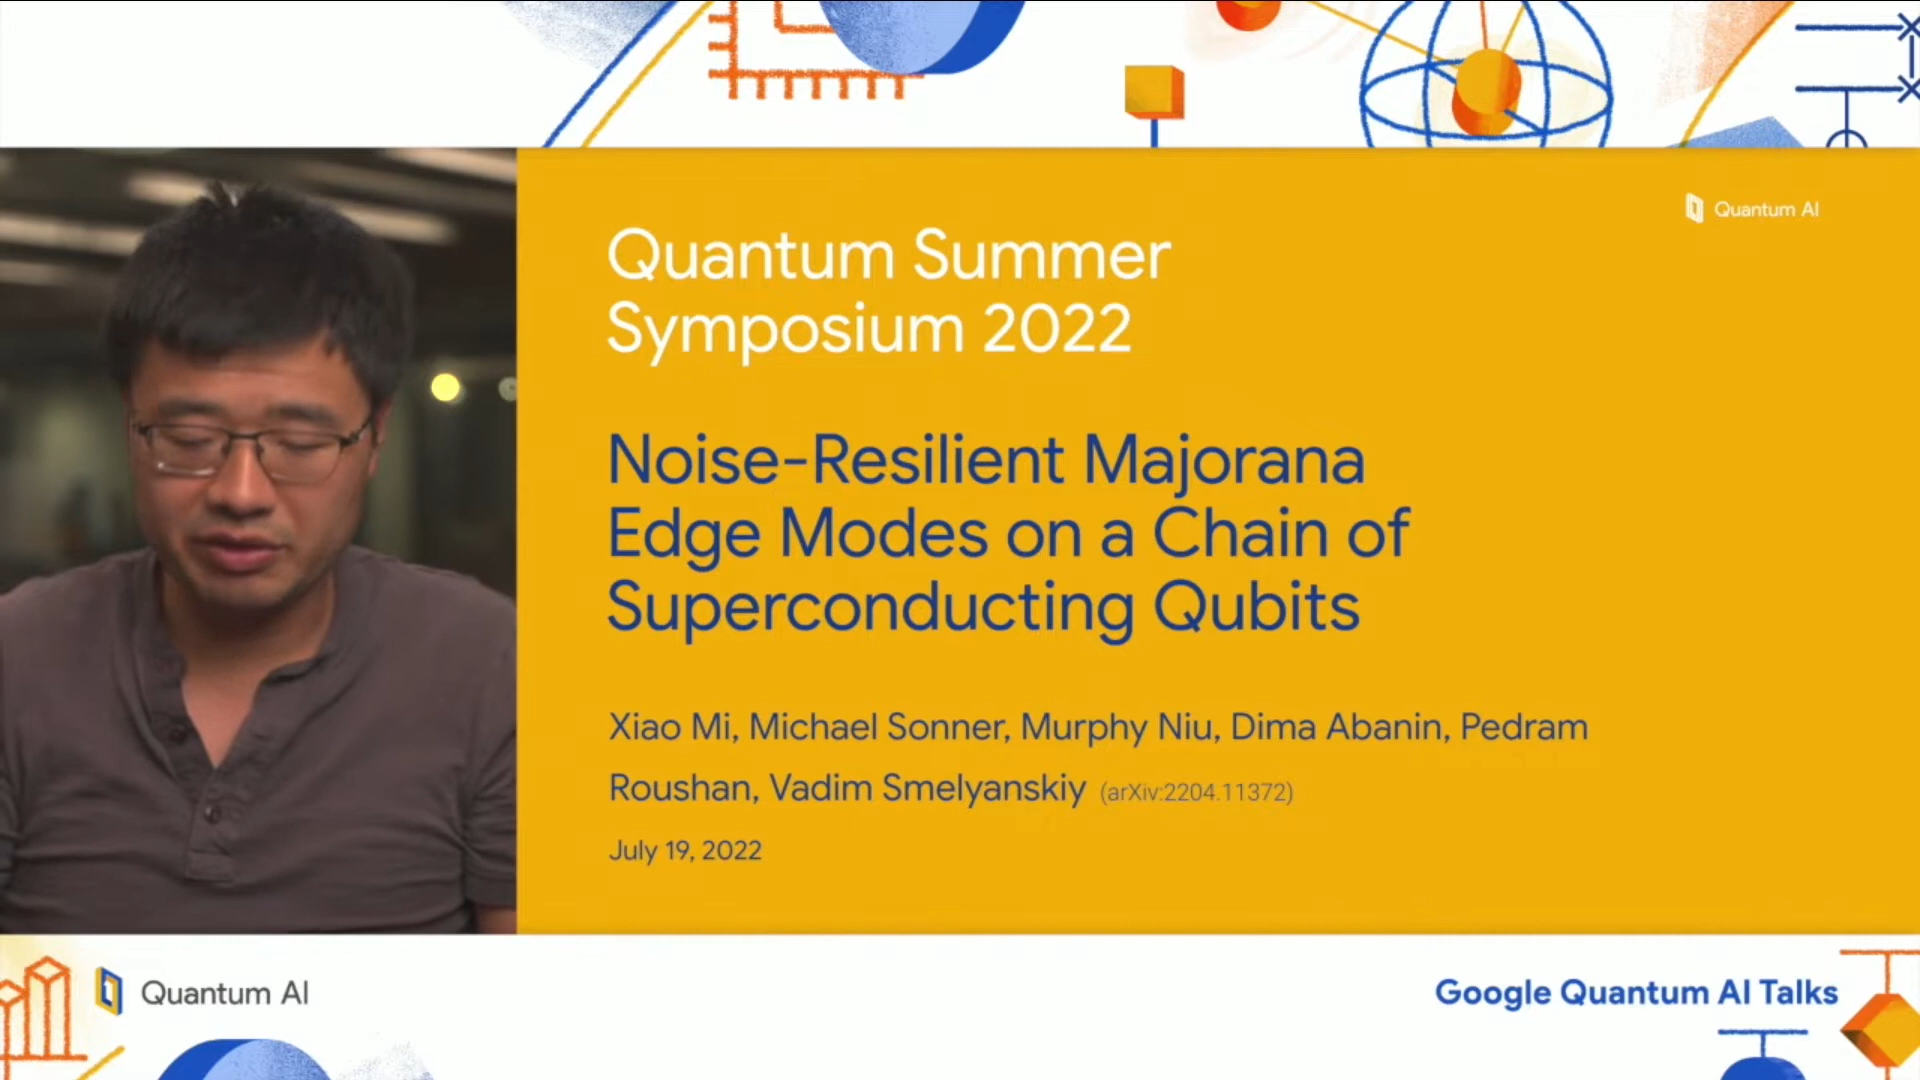 Quantum AI
Quantum Summer
Symposium 2022
Noise-Resilient Majorana
Edge Modes on a Chain of
Superconducting Qubits
Xiao Mi, Michael Sonner, Murphy Niu, Dima Abanin, Pedram
Roushan, Vadim Smelyanskiy (arXiv:2204.11372)
July 19, 2022
Quantum AI
Google Quantum AI Talks